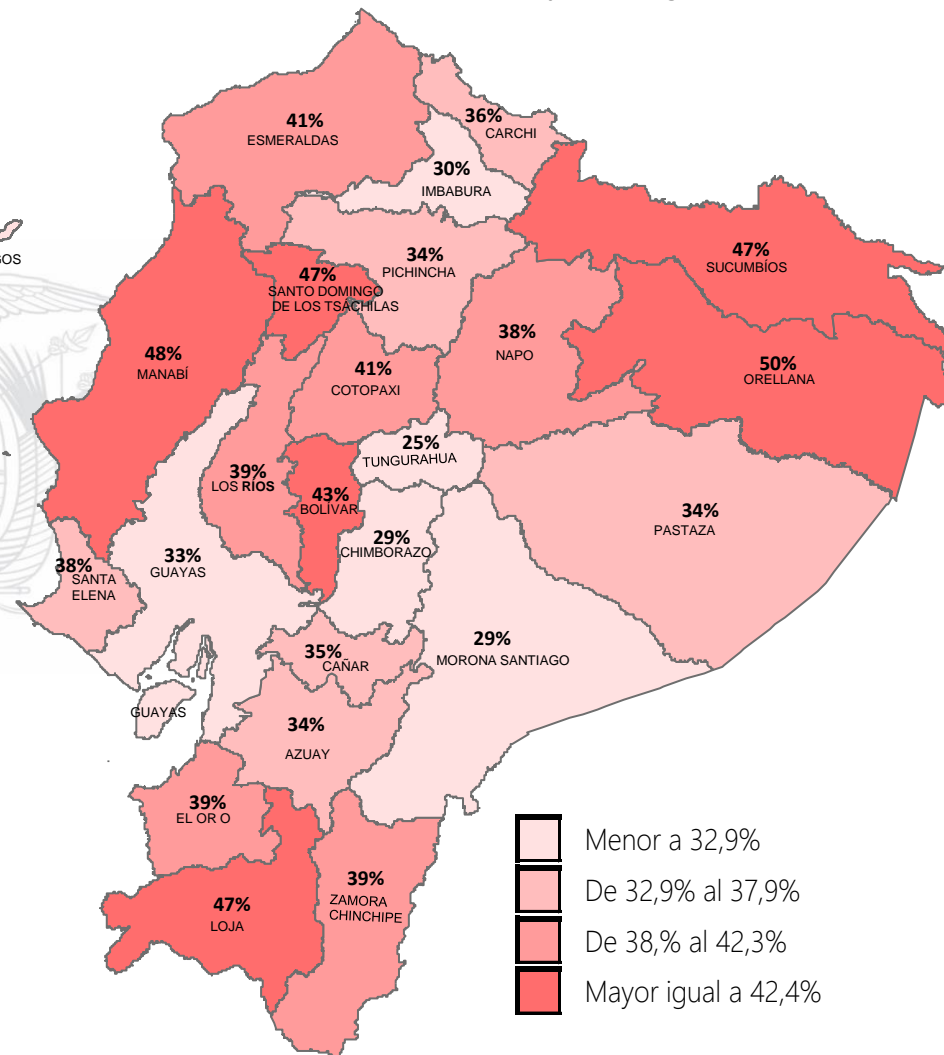 41%
ESMERALDAS
36%
CARCHI
30%
IMBABURA
GOS
34%
PICHINCHA
47%
SUCUMBÍOS
47%
SANTO DOMINGO
DE LOS TSÁCHILAS
38%
NAPO
48%
MANABÍ
41%
COTOPAXI
50%
ORELLANA
25%
TUNGURAHUA
39%
LOS RÍOS
43%
BOLÍVAR
34%
PASTAZA
29%
CHIMBORAZO
33%
GUAYAS
38%
SANTA
ELENA
29%
MORONA SANTIAGO
35%
CAÑAR
GUAYAS
34%
AZUAY
39%
EL OR O
39%
ZAMORA
CHINCHIPE
47%
LOJA
Menor a 32,9%
De 32,9% al 37,9%
De 38,% al 42,3%
Mayor igual a 42,4%